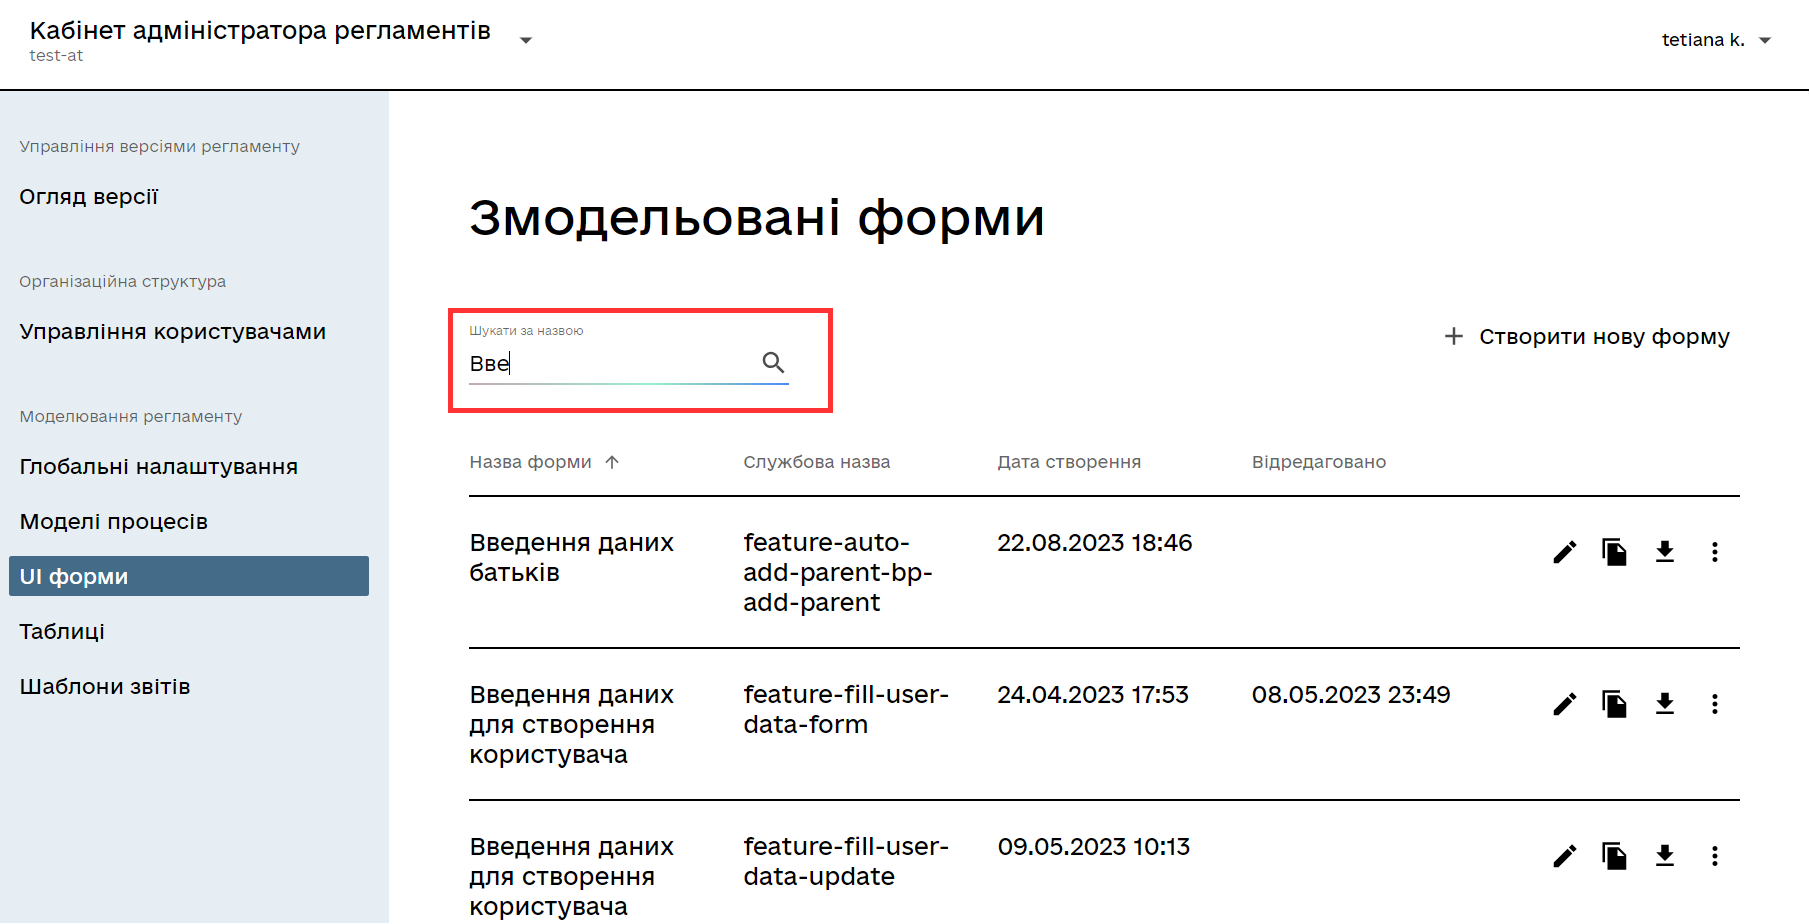 Кабінет адміністратора регламентів
test-at
tetiana k.
Управління версіями регламенту
Огляд версії
Організаційна структура
Управління користувачами
Моделювання регламенту
Глобальні налаштування
Моделі процесів
UI форми
Таблиці
Шаблони звітів
Змодельовані форми
Шукати за назвою
Вве
Створити нову форму
Назва форми Службова назва Дата створення Відредаговано
Введення даних feature-auto- 22.08.2023 18:46
батьків add-parent-bp-
add-parent
Введення даних feature-fill-user- 24.04.2023 17:53 08.05.2023 23:49
для створення data-form
користувача
Введення даних feature-fill-user- 09.05.2023 10:13
для створення data-update
користувача